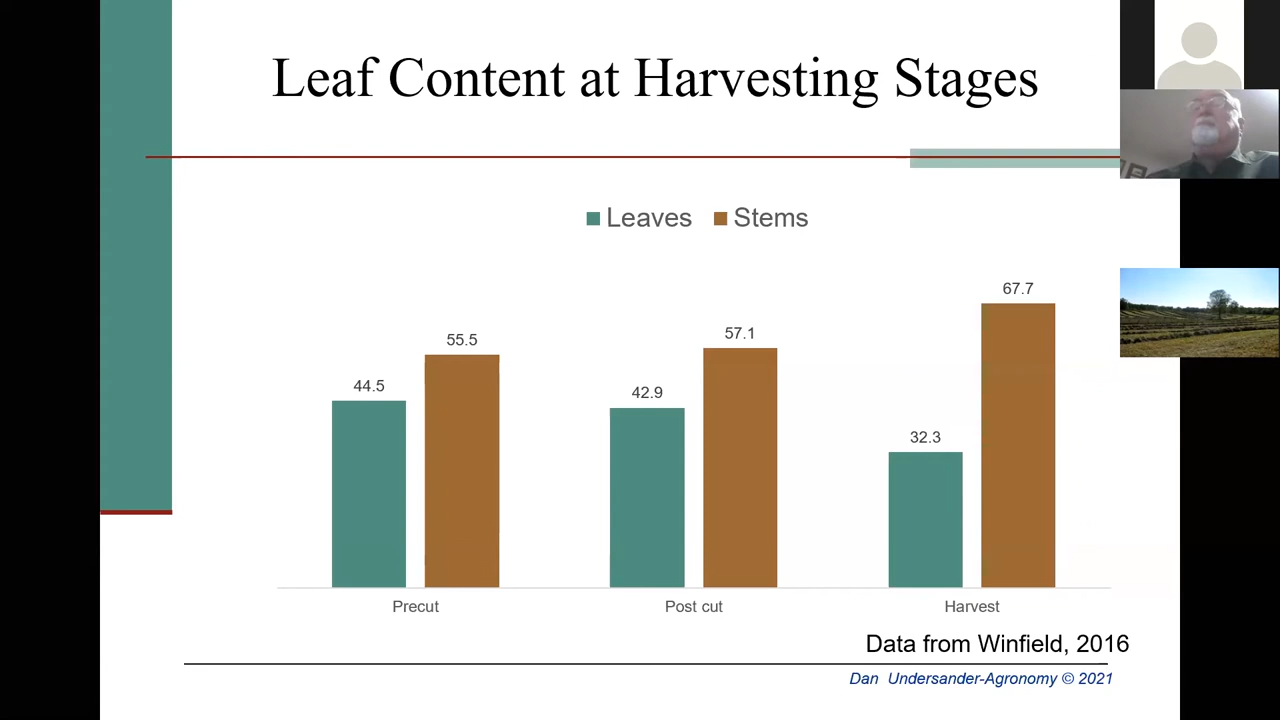 Leaf Content at Harvesting Stages
Leaves Stems
44.5 55.5 42.9 57.1 32.3 67.7
Precut Post cut Harvest
Data from Winfield, 2016
Dan Undersander-Agronomy © 2021